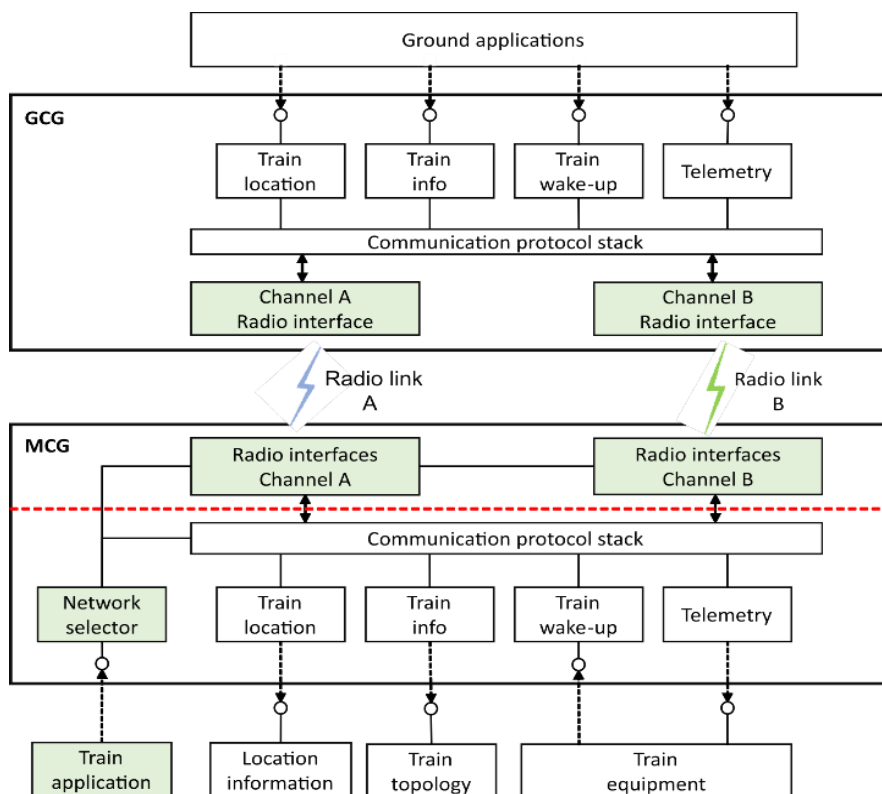 Ground applications
GCG
Train
location
Train
info
Train
wake-up
Telemetry
Communication protocol stack
Channel A
Radio interface
Channel B
Radio interface
Radio link
A
Radio link
B
MCG
Radio interfaces
Channel A
Radio interfaces
Channel B
Communication protocol stack
Network
selector
Train
location
Train
info
Train
wake-up
Telemetry
Train
application
Location
information
Train
topology
Train
equipment